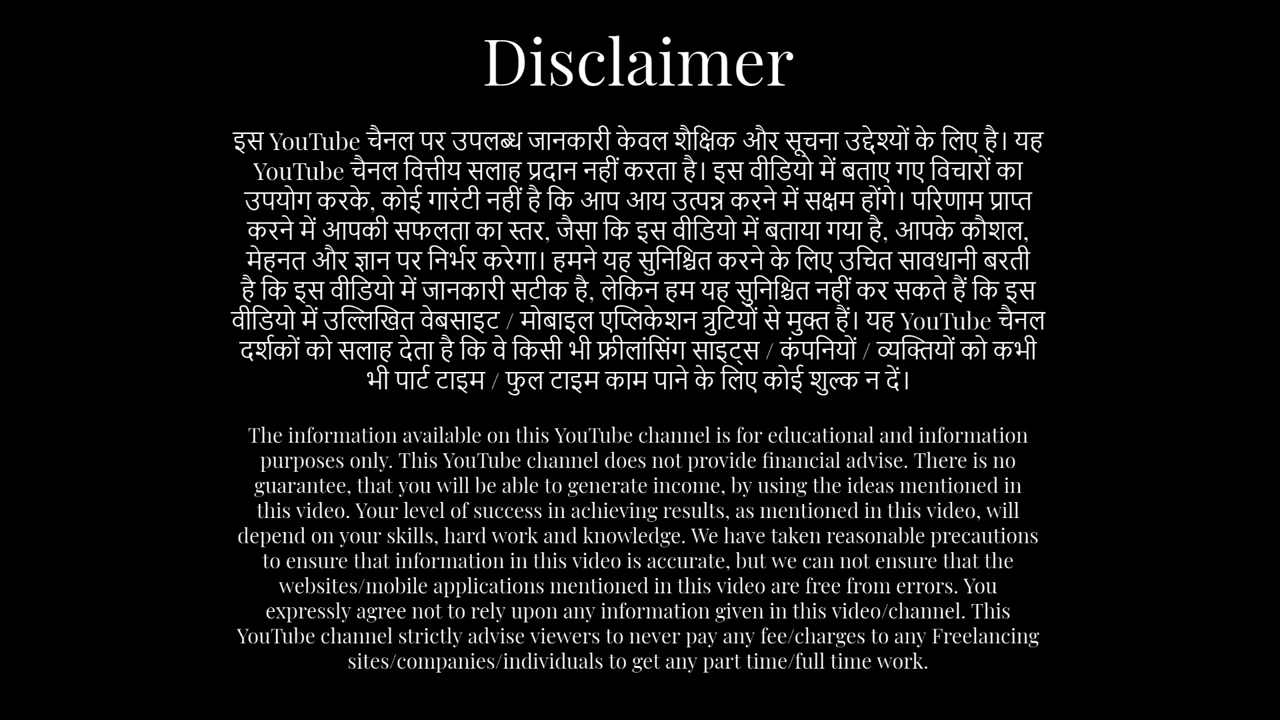 Disclaimer
इस YouTube चैनल पर उपलब्ध जानकारी केवल शैक्षिक और सूचना उद्देश्यों के लिए है। यह
YouTube चैनल वित्तीय सलाह प्रदान नहीं करता है। इस वीडियो में बताए गए विचारों का
उपयोग करके, कोई गारंटी नहीं है कि आप आय उत्पन्न करने में सक्षम होंगे। परिणाम प्राप्त
करने में आपकी सफलता का स्तर, जैसा कि इस वीडियो में बताया गया है, आपके कौशल,
मेहनत और ज्ञान पर निर्भर करेगा। हमने यह सुनिश्चित करने के लिए उचित सावधानी बरती
है कि इस वीडियो में जानकारी सटीक है, लेकिन हम यह सुनिश्चित नहीं कर सकते हैं कि इस
वीडियो में उल्लिखित वेबसाइट / मोबाइल एप्लिकेशन त्रुटियों से मुक्त हैं। यह YouTube चैनल
दर्शकों को सलाह देता है कि वे किसी भी फ्रीलांसिंग साइट्स / कंपनियों / व्यक्तियों को कभी
भी पार्ट टाइम / फुल टाइम काम पाने के लिए कोई शुल्क न दें।
The information available on this YouTube channel is for educational and information
purposes only. This YouTube channel does not provide financial advise. There is no
guarantee, that you will be able to generate income, by using the ideas mentioned in
this video. Your level of success in achieving results, as mentioned in this video, will
depend on your skills, hard work and knowledge. We have taken reasonable precautions
to ensure that information in this video is accurate, but we can not ensure that the
websites/mobile applications mentioned in this video are free from errors. You
expressly agree not to rely upon any information given in this video/channel. This
YouTube channel strictly advise viewers to never pay any fee/charges to any Freelancing
sites/companies/individuals to get any part time/full time work.